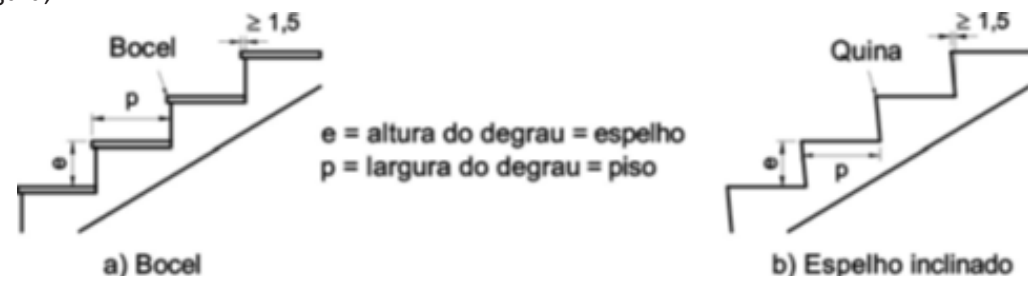 ≥ 1,5
Bocel
p
e
a) Bocel
e = altura do degrau = espelho
p = largura do degrau = piso
≥ 1,5
Quina
e
p
b) Espelho inclinado